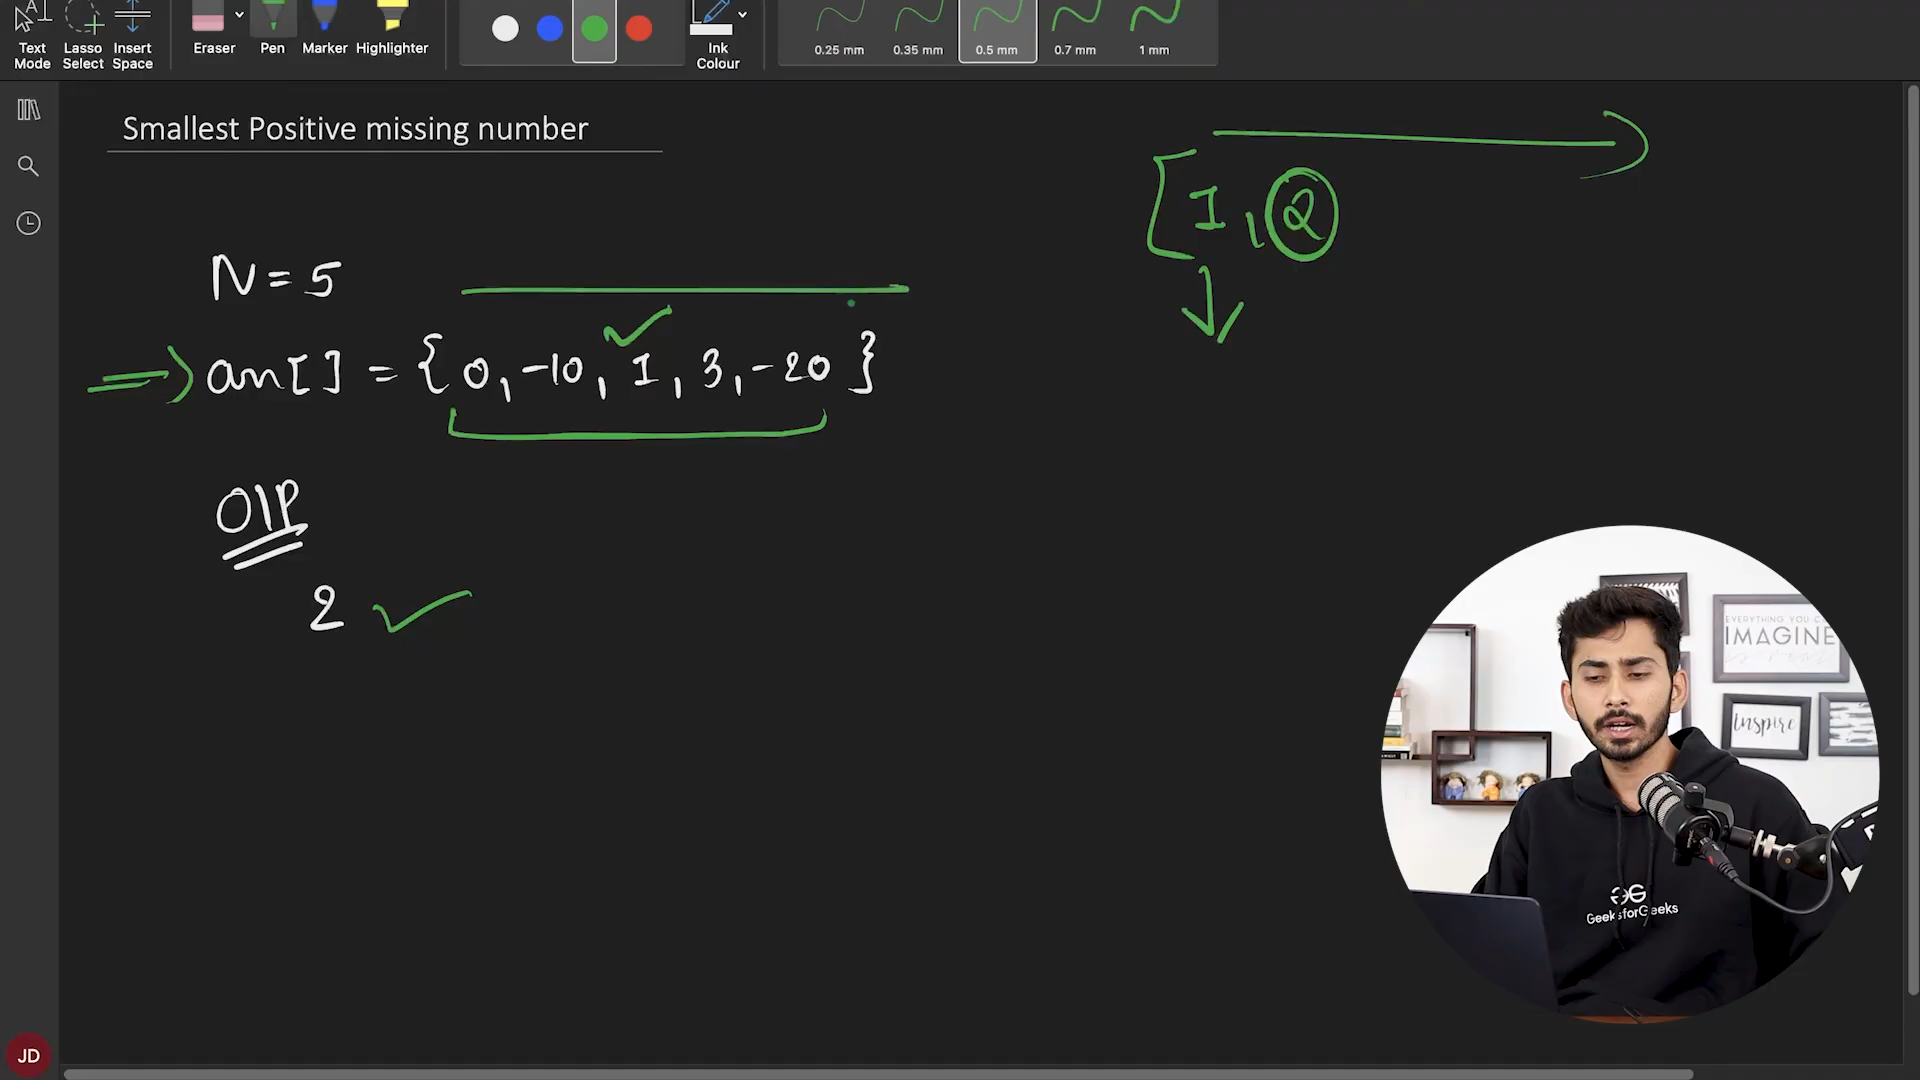 Text Mode
Lasso Select
Insert Space
Eraser
Pen
Marker
Highlighter
Ink Colour
0.25 mm
0.35 mm
0.5 mm
0.7 mm
1 mm
Smallest Positive missing number
1, 2
N = 5
arr[] = { 0, -10, 1, 3, -20 }
O/P
2
EVERYTHING YOU C
IMAGINE
inspire
GeeksforGeeks
JD